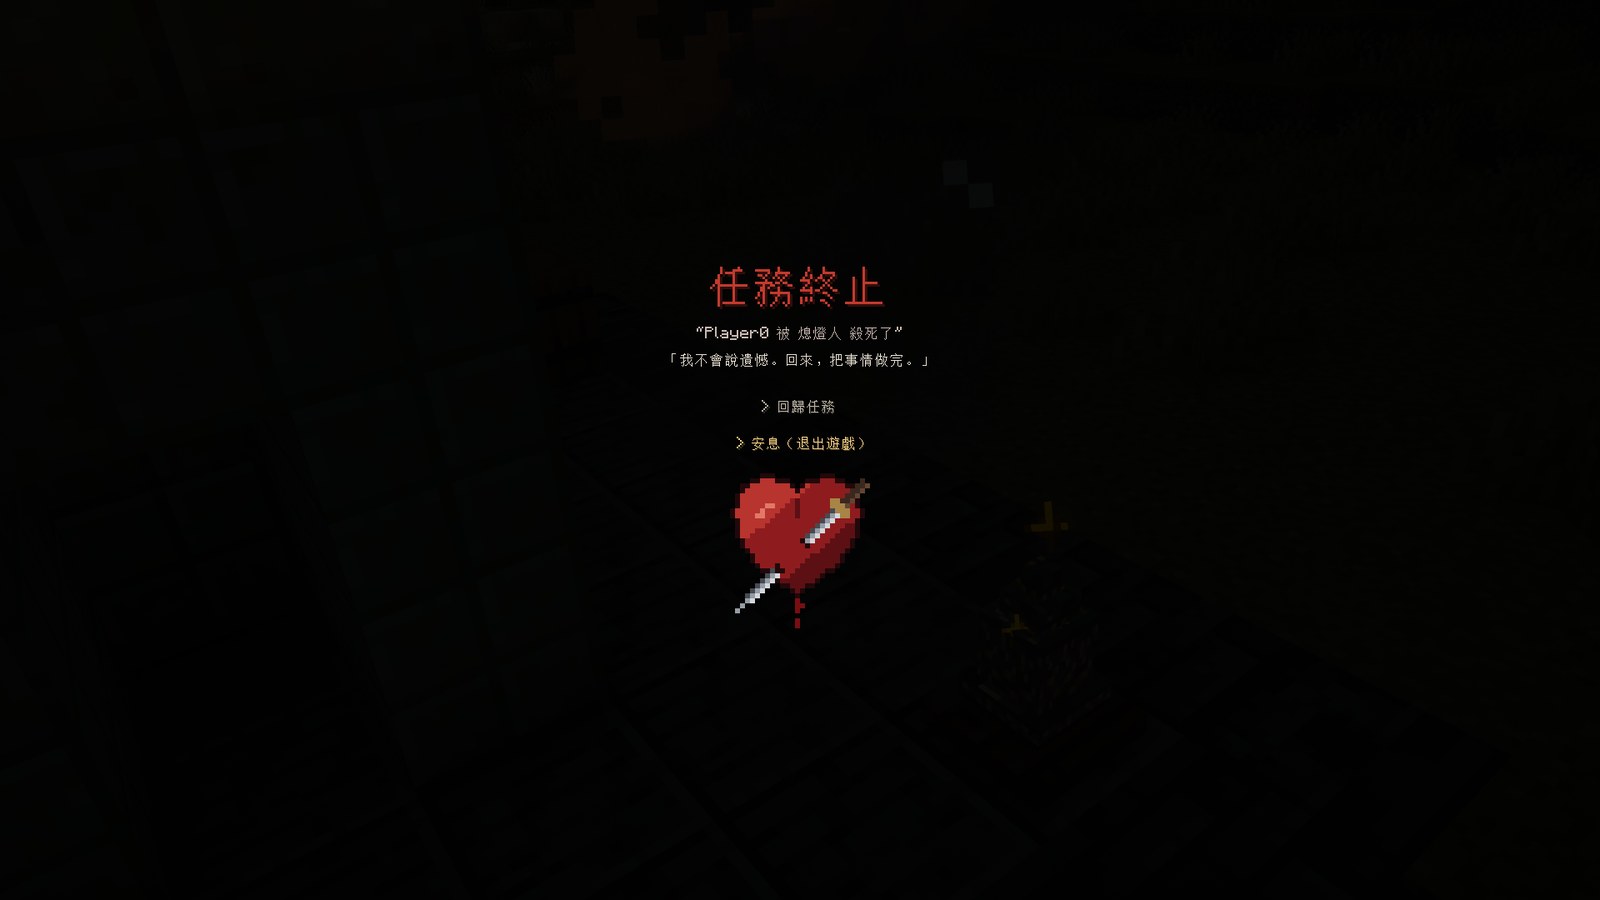 任務終止
"Player0 被 熄燈人 殺死了"
「我不會說遺憾。回來，把事情做完。」
> 回歸任務
> 安息（退出遊戲）